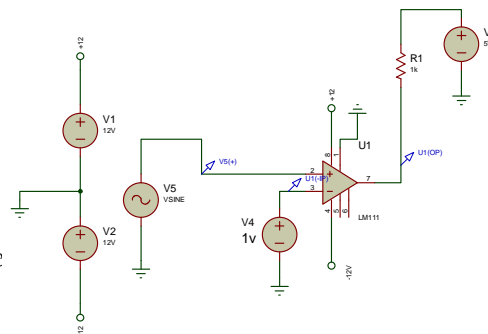 +12
V1
12V
V2
12V
12
V5
VSINE
V5(+)
U1(-IP)
V4
1v
+12
U1
8
1
2
3
7
4
5
6
LM111
-12V
U1(OP)
R1
1k
V
5